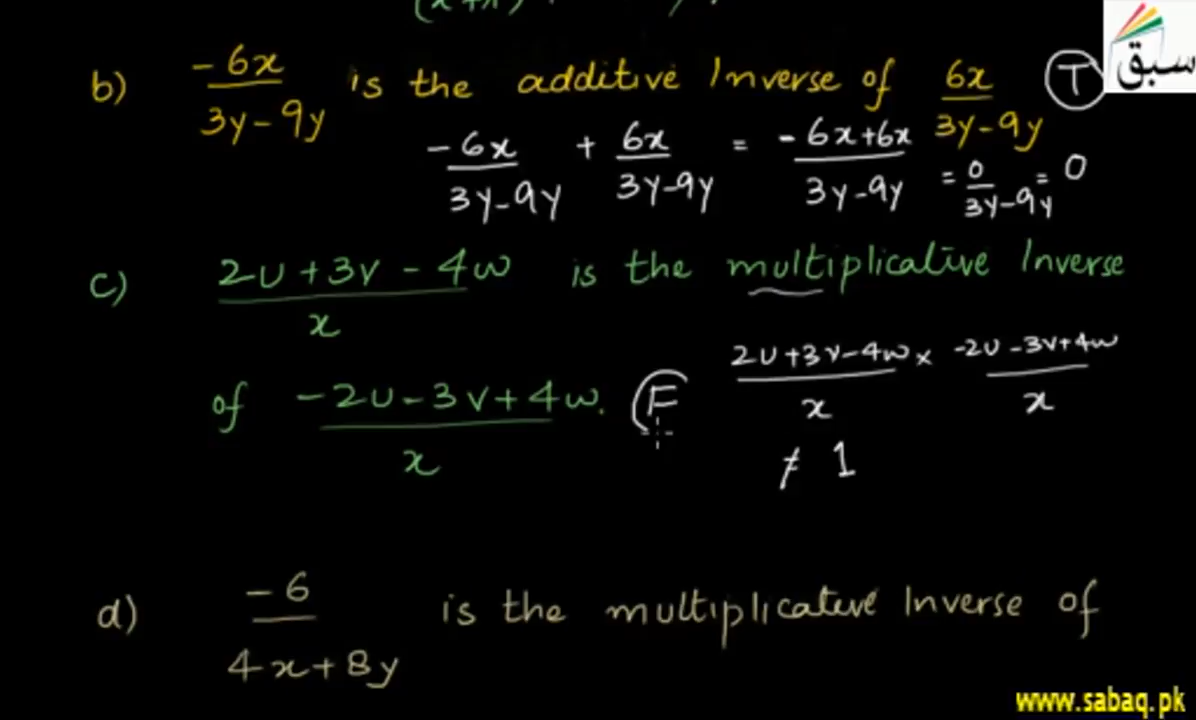 (x+x)
b) -6x/3y-9y is the additive Inverse of 6x/3y-9y (T)
سبق
-6x/3y-9y + 6x/3y-9y = -6x+6x/3y-9y = 0/3y-9y = 0
c) 2u+3v-4w/x is the multiplicative Inverse
of -2u-3v+4w/x. (F
2u+3v-4w/x × -2u-3v+4w/x
≠ 1
d) -6/4x+8y is the multiplicative Inverse of
www.sabaq.pk